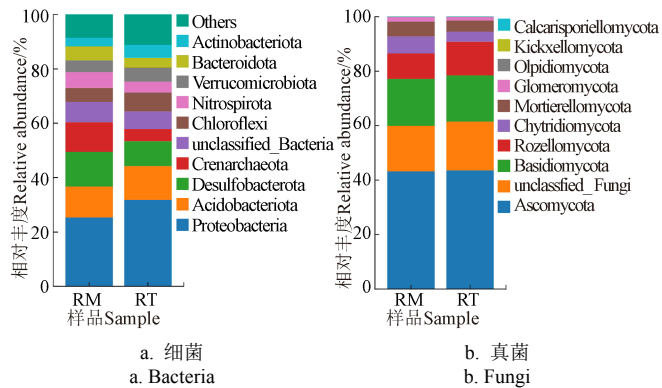 相对丰度Relative abundance/%
100
80
60
40
20
0
RM RT
样品Sample
Others
Actinobacteriota
Bacteroidota
Verrucomicrobiota
Nitrospirota
Chloroflexi
unclassified_Bacteria
Crenarchaeota
Desulfobacterota
Acidobacteriota
Proteobacteria
a. 细菌
a. Bacteria
相对丰度Relative abundance/%
100
80
60
40
20
0
RM RT
样品Sample
Calcarisporiellomycota
Kickxellomycota
Olpidiomycota
Glomeromycota
Mortierellomycota
Chytridiomycota
Rozellomycota
Basidiomycota
unclassfied_Fungi
Ascomycota
b. 真菌
b. Fungi